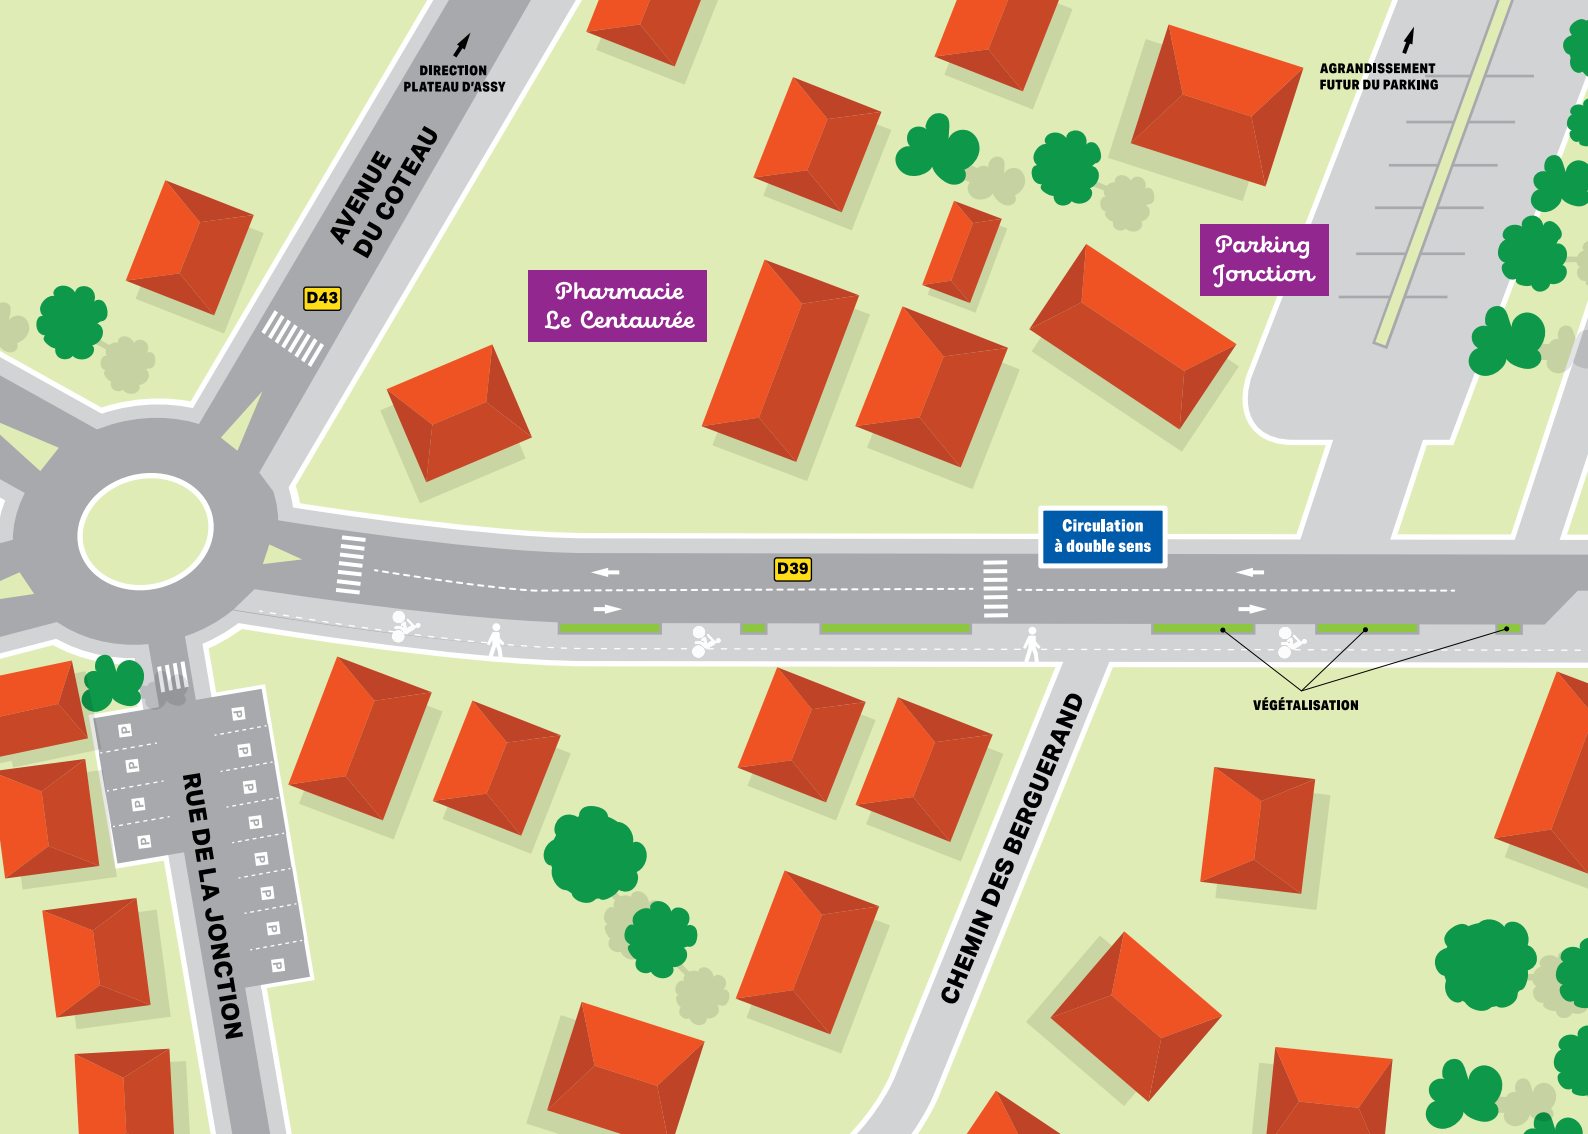 DIRECTION
PLATEAU D'ASSY
AGRANDISSEMENT
FUTUR DU PARKING
AVENUE
DU COTEAU
D43
Pharmacie
Le Centaurée
Parking
Jonction
Circulation
à double sens
D39
VÉGÉTALISATION
CHEMIN DES BERGUERAND
RUE DE LA JONCTION
P
P
P
P
P
P
P
P
P
P
P
P